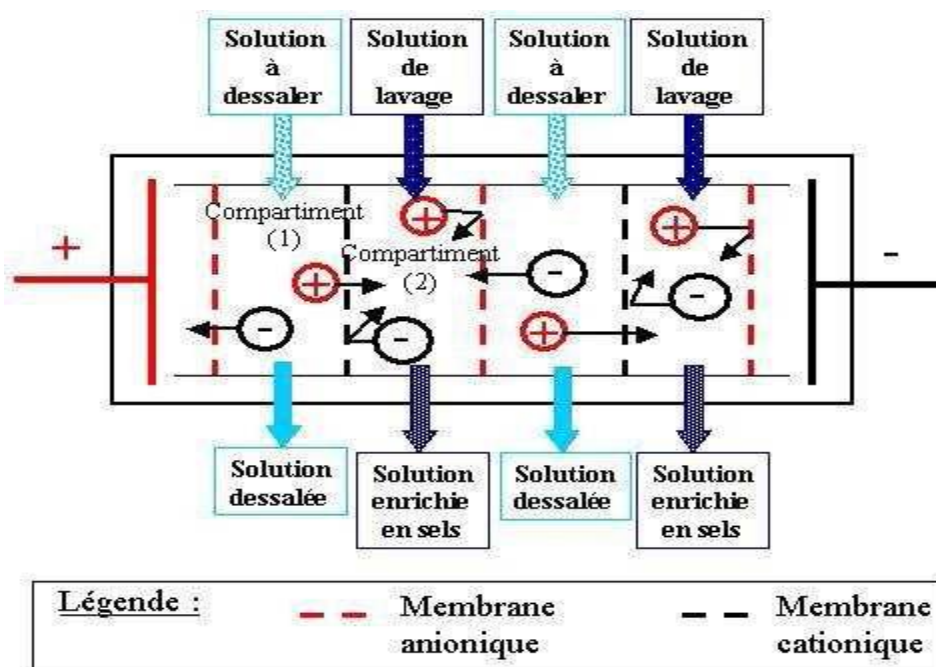 Solution
à
dessaler
Solution
de
lavage
Solution
à
dessaler
Solution
de
lavage
+
-
Compartiment
(1)
+
Compartiment
(2)
+
-
-
-
+
+
-
Solution
dessalée
Solution
enrichie
en sels
Solution
dessalée
Solution
enrichie
en sels
Légende :
Membrane
anionique
Membrane
cationique